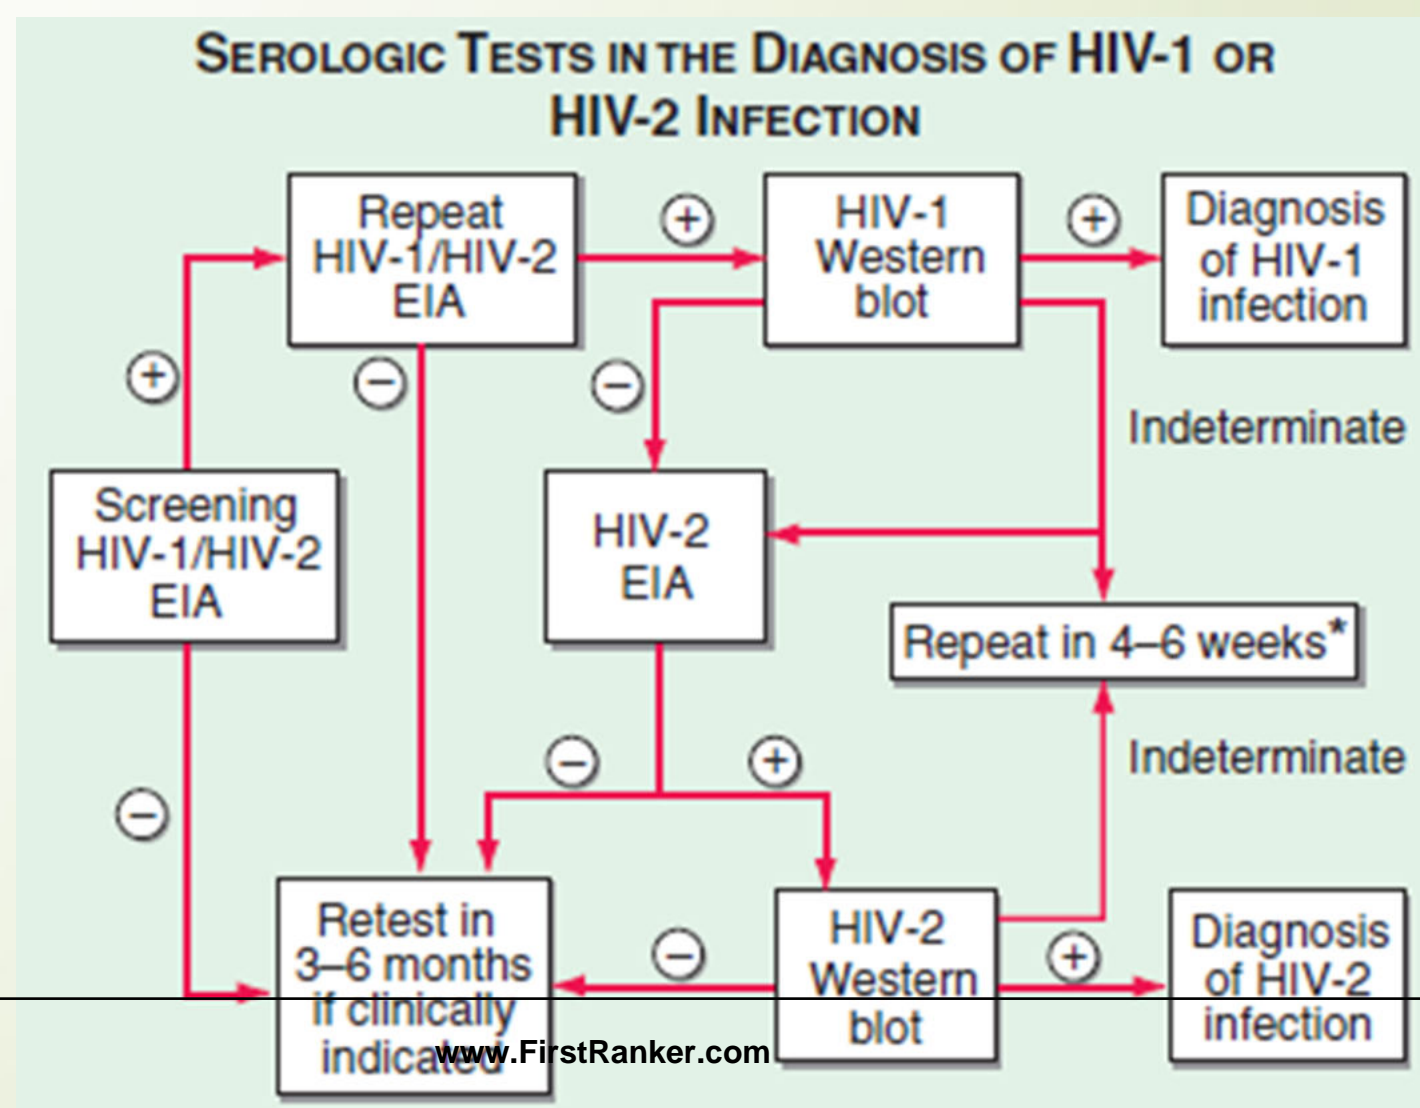 SEROLOGIC TESTS IN THE DIAGNOSIS OF HIV-1 OR
HIV-2 INFECTION
Repeat
HIV-1/HIV-2
EIA
+
HIV-1
Western
blot
+
Diagnosis
of HIV-1
infection
+
−
−
Indeterminate
Screening
HIV-1/HIV-2
EIA
HIV-2
EIA
Repeat in 4–6 weeks*
−
+
Indeterminate
−
Retest in
3–6 months
if clinically
indicated
−
HIV-2
Western
blot
+
Diagnosis
of HIV-2
infection
www.FirstRanker.com